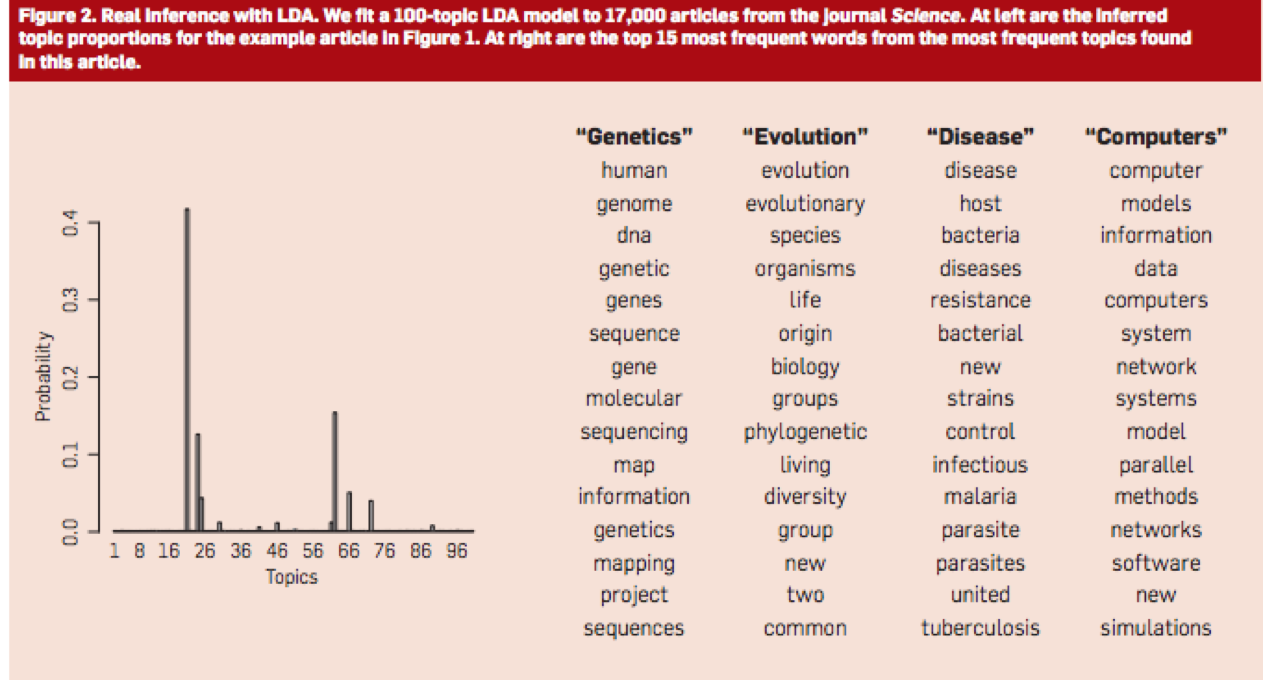 Figure 2. Real inference with LDA. We fit a 100-topic LDA model to 17,000 articles from the journal Science. At left are the inferred
topic proportions for the example article in Figure 1. At right are the top 15 most frequent words from the most frequent topics found
in this article.
“Genetics” “Evolution” “Disease” “Computers”
human evolution disease computer
genome evolutionary host models
dna species bacteria information
genetic organisms diseases data
genes life resistance computers
sequence origin bacterial system
gene biology new network
molecular groups strains systems
sequencing phylogenetic control model
map living infectious parallel
information diversity malaria methods
genetics group parasite networks
mapping new parasites software
project two united new
sequences common tuberculosis simulations
Probability
0.4
0.3
0.2
0.1
0.0
1 8 16 26 36 46 56 66 76 86 96
Topics